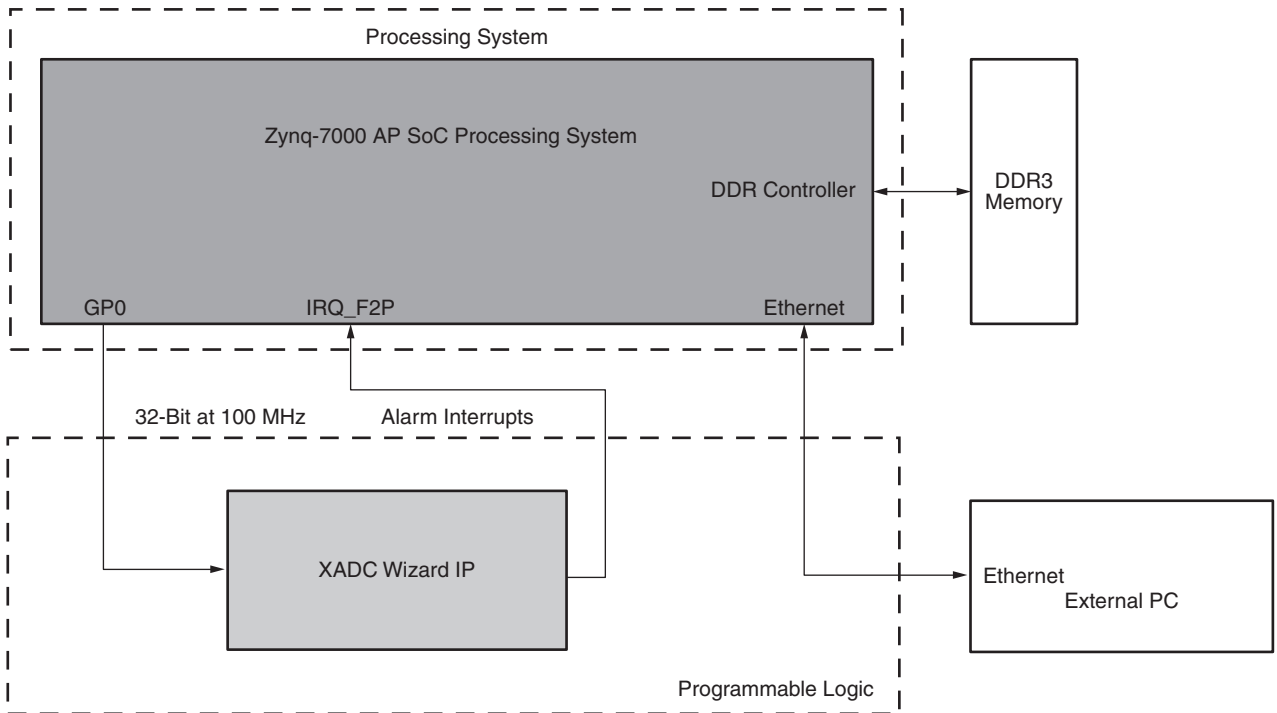 Processing System
Zynq-7000 AP SoC Processing System
DDR Controller
DDR3
Memory
GP0
IRQ_F2P
Ethernet
32-Bit at 100 MHz
Alarm Interrupts
XADC Wizard IP
Ethernet
External PC
Programmable Logic